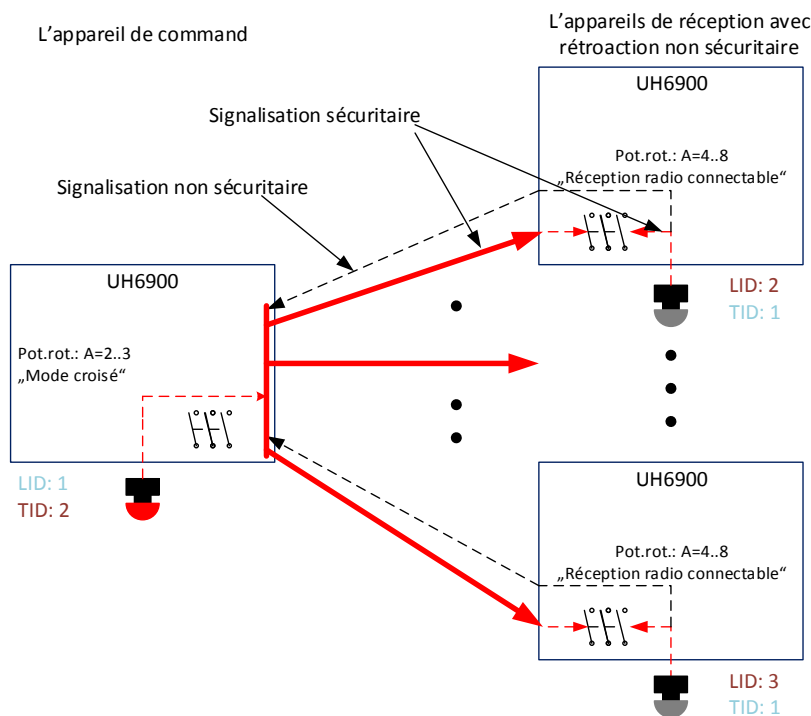 L'appareil de command
L'appareils de réception avec
rétroaction non sécuritaire
UH6900
Signalisation sécuritaire
Pot.rot.: A=4..8
„Réception radio connectable“
Signalisation non sécuritaire
LID: 2
TID: 1
UH6900
Pot.rot.: A=2..3
„Mode croisé“
LID: 1
TID: 2
UH6900
Pot.rot.: A=4..8
„Réception radio connectable“
LID: 3
TID: 1